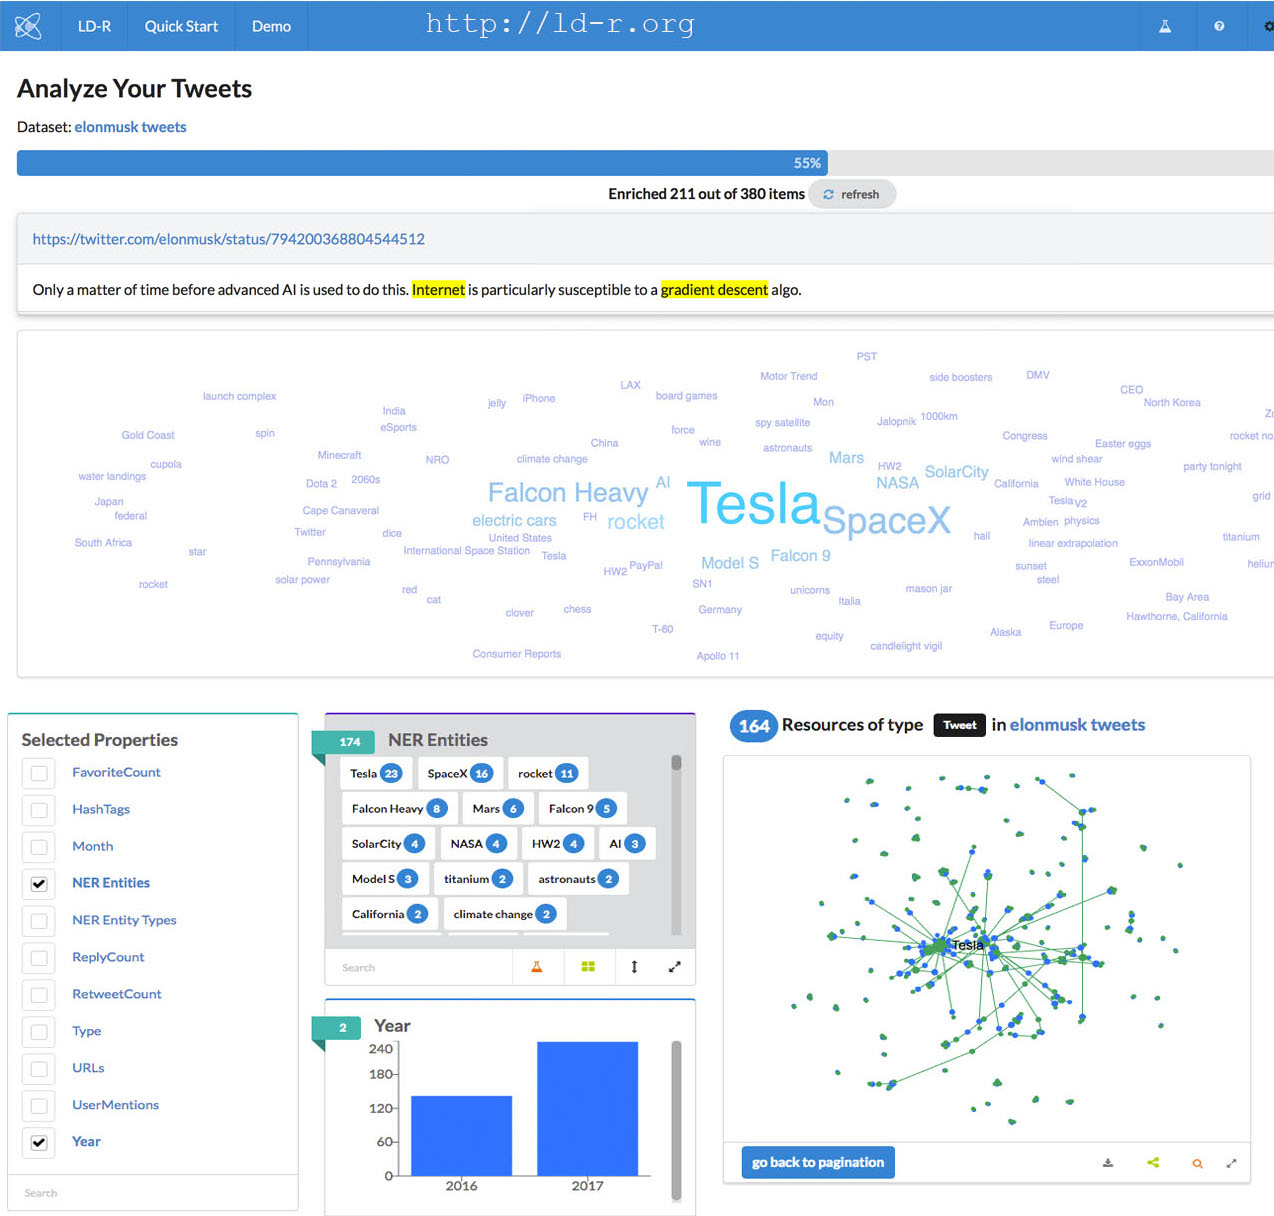 LD-R Quick Start Demo http://ld-r.org
Analyze Your Tweets
Dataset: elonmusk tweets
55%
Enriched 211 out of 380 items refresh
https://twitter.com/elonmusk/status/794200368804544512
Only a matter of time before advanced AI is used to do this. Internet is particularly susceptible to a gradient descent algo.
PST
Motor Trend side boosters DMV
LAX CEO
launch complex jelly iPhone board games Mon North Korea
India spy satellite Jalopnik 1000km
eSports
Gold Coast spin China force wine Congress Easter eggs rocket no.
Minecraft NRO climate change astronauts Mars HW2 wind shear
cupola SolarCity party tonight
water landings Dota 2 2060s AI NASA California White House
Falcon Heavy Tesla grid
Japan Tesla V2
federal Cape Canaveral electric cars FH rocket SpaceX Ambien physics
Twitter dice United States hail linear extrapolation titanium
South Africa star International Space Station Tesla
Pennsylvania HW2 PayPal Model S Falcon 9 sunset ExxonMobil
rocket solar power red SN1 unicorns mason jar steel
cat Italia Bay Area
clover chess Germany Hawthorne, California
T-60 equity Alaska Europe
Consumer Reports Apollo 11 candlelight vigil
Selected Properties
FavoriteCount
HashTags
Month
NER Entities
NER Entity Types
ReplyCount
RetweetCount
Type
URLs
UserMentions
Year
Search
174 NER Entities
Tesla 23 SpaceX 16 rocket 11
Falcon Heavy 8 Mars 6 Falcon 9 5
SolarCity 4 NASA 4 HW2 4 AI 3
Model S 3 titanium 2 astronauts 2
California 2 climate change 2
Search
2 Year
240
180
120
60
0
2016 2017
164 Resources of type Tweet in elonmusk tweets
Tesla
go back to pagination